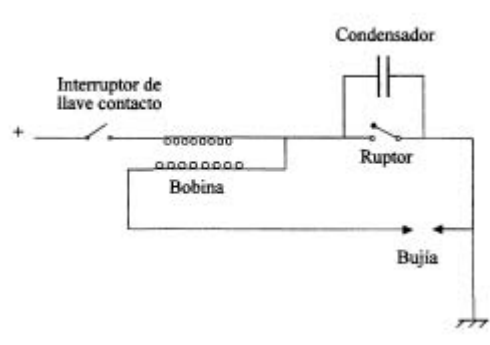 Condensador
Interruptor de
llave contacto
+
Ruptor
Bobina
Bujía